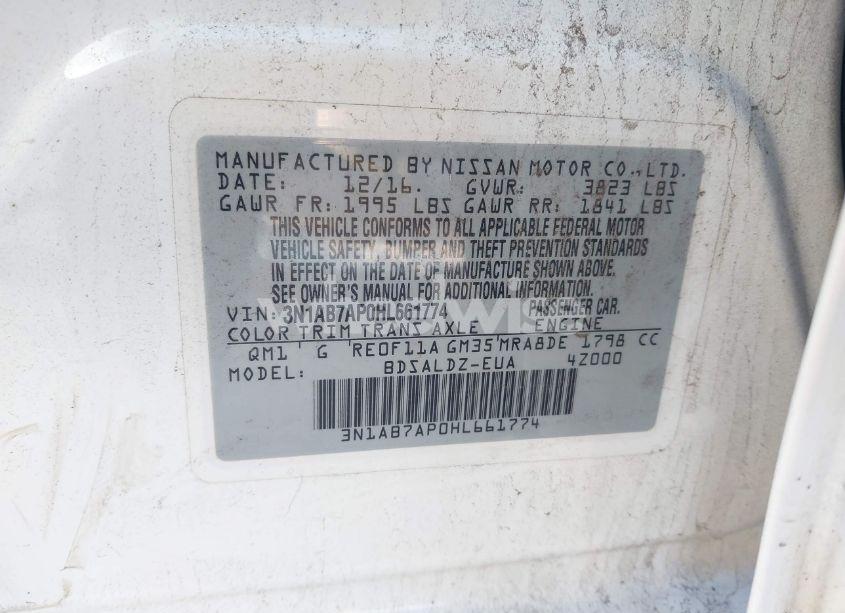 MANUFACTURED BY NISSAN MOTOR CO., LTD.
DATE: 12/16. GVWR: 3823 LBS
GAWR FR: 1995 LBS GAWR RR: 1841 LBS
THIS VEHICLE CONFORMS TO ALL APPLICABLE FEDERAL MOTOR
VEHICLE SAFETY, BUMPER AND THEFT PREVENTION STANDARDS
IN EFFECT ON THE DATE OF MANUFACTURE SHOWN ABOVE.
SEE OWNER'S MANUAL FOR ADDITIONAL INFORMATION.
VIN: 3N1AB7AP0HL661774 PASSENGER CAR.
COLOR TRIM TRANS AXLE ENGINE
QM1 G RE0F11A GM35 MRA8DE 1798 CC
MODEL: BDSALDZ-EUA 4Z000
3N1AB7AP0HL661774